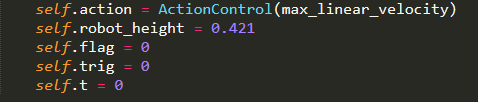 self.action = ActionControl(max_linear_velocity)
self.robot_height = 0.421
self.flag = 0
self.trig = 0
self.t = 0